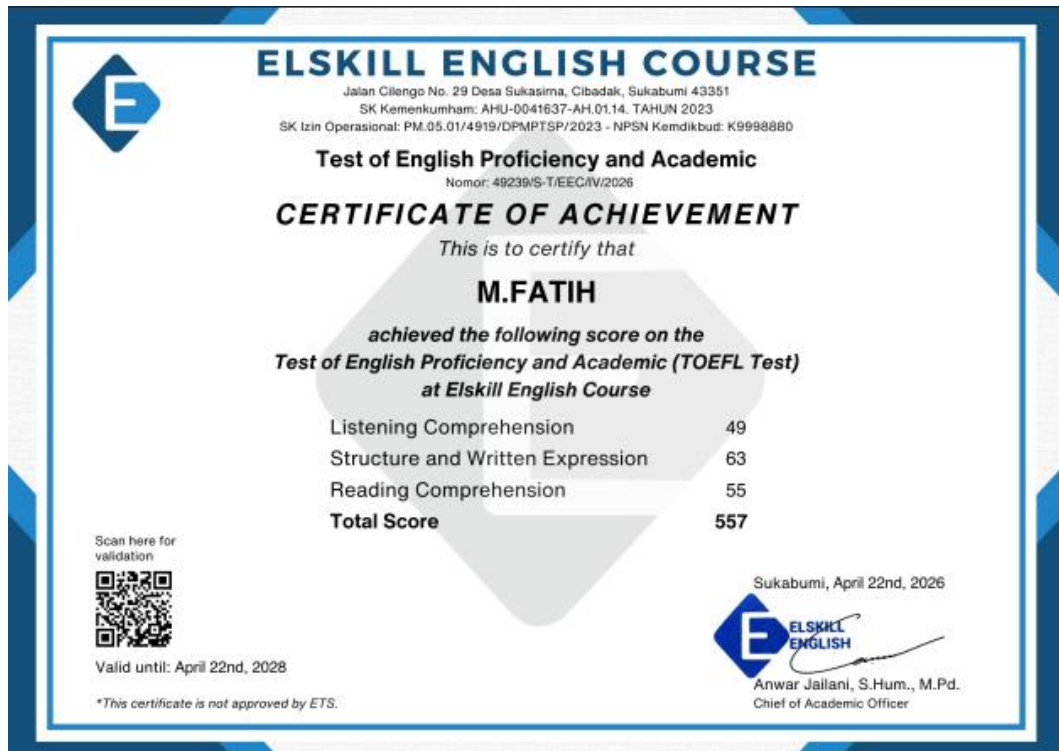 ELSKILL ENGLISH COURSE
Jalan Cilengo No. 29 Desa Sukasirna, Cibadak, Sukabumi 43351
SK Kemenkumham: AHU-0041637-AH.01.14. TAHUN 2023
SK Izin Operasional: PM.05.01/4919/DPMPTSP/2023 - NPSN Kemdikbud: K9998880
Test of English Proficiency and Academic
Nomor: 49239/S-T/EEC/IV/2026
CERTIFICATE OF ACHIEVEMENT
This is to certify that
M.FATIH
achieved the following score on the
Test of English Proficiency and Academic (TOEFL Test)
at Elskill English Course
Listening Comprehension 49
Structure and Written Expression 63
Reading Comprehension 55
Total Score 557
Scan here for
validation
Valid until: April 22nd, 2028
*This certificate is not approved by ETS.
Sukabumi, April 22nd, 2026
ELSKILL
ENGLISH
Anwar Jailani, S.Hum., M.Pd.
Chief of Academic Officer